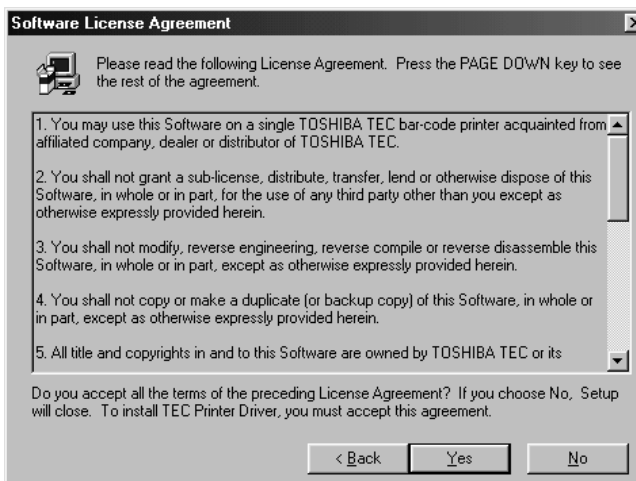 Software License Agreement
Please read the following License Agreement. Press the PAGE DOWN key to see
the rest of the agreement.
1. You may use this Software on a single TOSHIBA TEC bar-code printer acquainted from
affiliated company, dealer or distributor of TOSHIBA TEC.
2. You shall not grant a sub-license, distribute, transfer, lend or otherwise dispose of this
Software, in whole or in part, for the use of any third party other than you except as
otherwise expressly provided herein.
3. You shall not modify, reverse engineering, reverse compile or reverse disassemble this
Software, in whole or in part, except as otherwise expressly provided herein.
4. You shall not copy or make a duplicate (or backup copy) of this Software, in whole or
in part, except as otherwise expressly provided herein.
5. All title and copyrights in and to this Software are owned by TOSHIBA TEC or its
Do you accept all the terms of the preceding License Agreement? If you choose No, Setup
will close. To install TEC Printer Driver, you must accept this agreement.
< Back
Yes
No